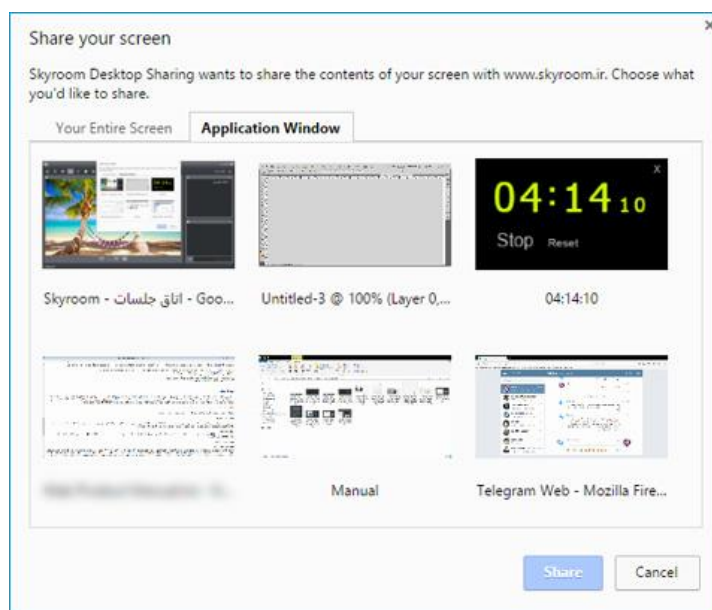 Share your screen
Skyroom Desktop Sharing wants to share the contents of your screen with www.skyroom.ir. Choose what
you'd like to share.
Your Entire Screen
Application Window
04:14 10
X
Stop Reset
Skyroom - اتاق جلسات - Goo...
Untitled-3 @ 100% (Layer 0,...
04:14:10
Manual
Telegram Web - Mozilla Fire...
Share
Cancel